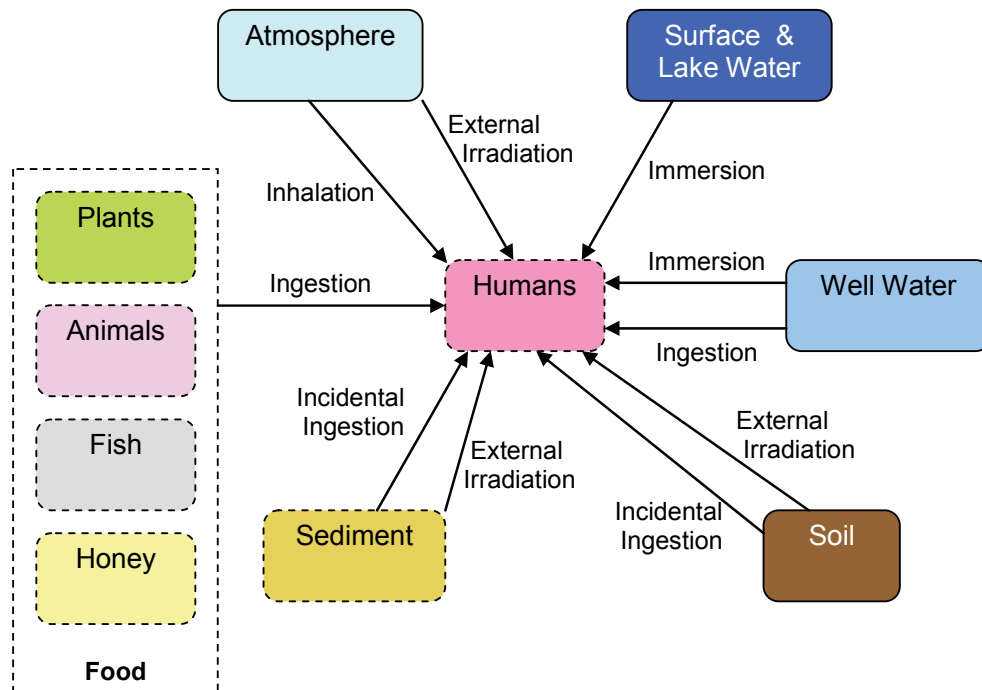 Atmosphere
Surface &
Lake Water
External
Irradiation
Inhalation
Immersion
Plants
Ingestion
Humans
Immersion
Well Water
Animals
Ingestion
Incidental
Ingestion
External
Irradiation
External
Irradiation
Fish
Incidental
Ingestion
Sediment
Soil
Honey
Food